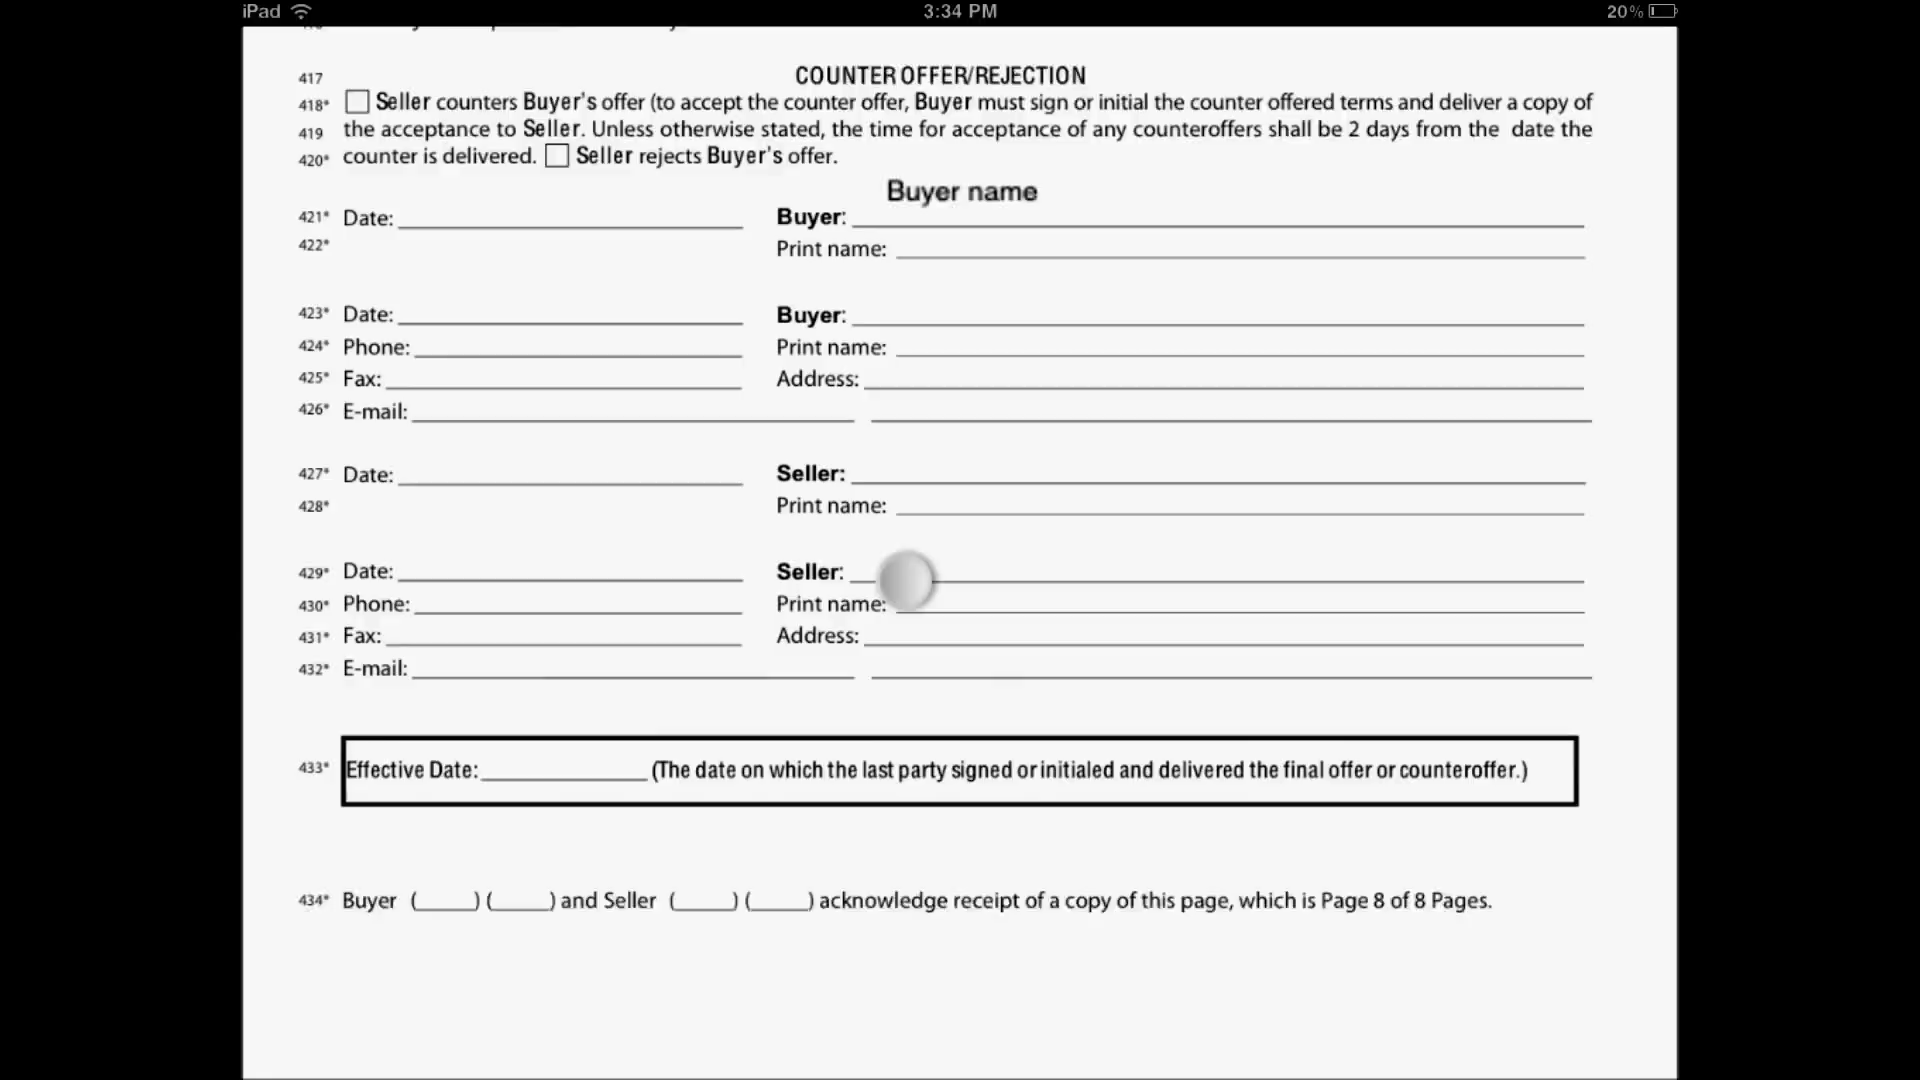 iPad 3:34 PM 20%
417 COUNTER OFFER/REJECTION
418* Seller counters Buyer's offer (to accept the counter offer, Buyer must sign or initial the counter offered terms and deliver a copy of
419 the acceptance to Seller. Unless otherwise stated, the time for acceptance of any counteroffers shall be 2 days from the date the
420* counter is delivered. Seller rejects Buyer's offer.
Buyer name
421* Date: Buyer:
422* Print name:
423* Date: Buyer:
424* Phone: Print name:
425* Fax: Address:
426* E-mail:
427* Date: Seller:
428* Print name:
429* Date: Seller:
430* Phone: Print name:
431* Fax: Address:
432* E-mail:
433* Effective Date: (The date on which the last party signed or initialed and delivered the final offer or counteroffer.)
434* Buyer (____) (____) and Seller (____) (____) acknowledge receipt of a copy of this page, which is Page 8 of 8 Pages.